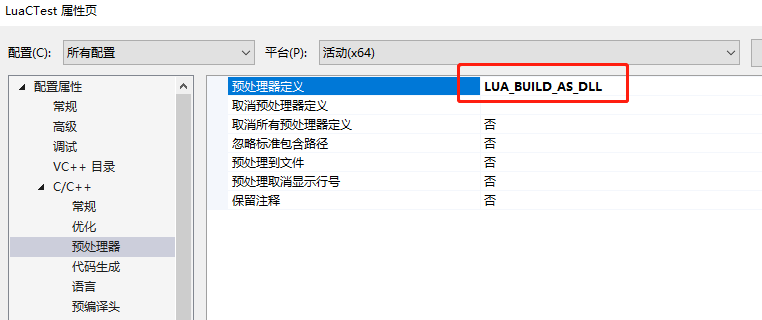 LuaCTest 属性页
配置(C): 所有配置 平台(P): 活动(x64)
配置属性
常规
高级
调试
VC++ 目录
C/C++
常规
优化
预处理器
代码生成
语言
预编译头
预处理器定义 LUA_BUILD_AS_DLL
取消预处理器定义
取消所有预处理器定义 否
忽略标准包含路径 否
预处理到文件 否
预处理取消显示行号 否
保留注释 否